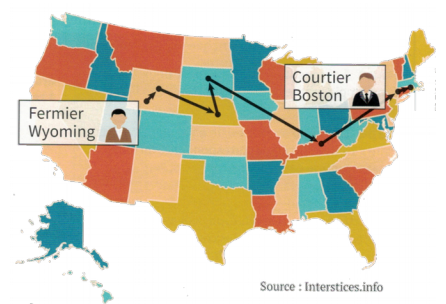 Courtier
Boston
Fermier
Wyoming
Source : Interstices.info